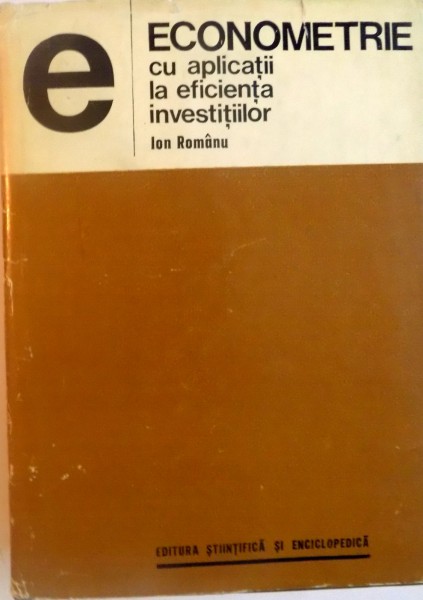 e
ECONOMETRIE
cu aplicații
la eficiența
investițiilor
Ion Românu
EDITURA ȘTIINȚIFICĂ ȘI ENCICLOPEDICĂ